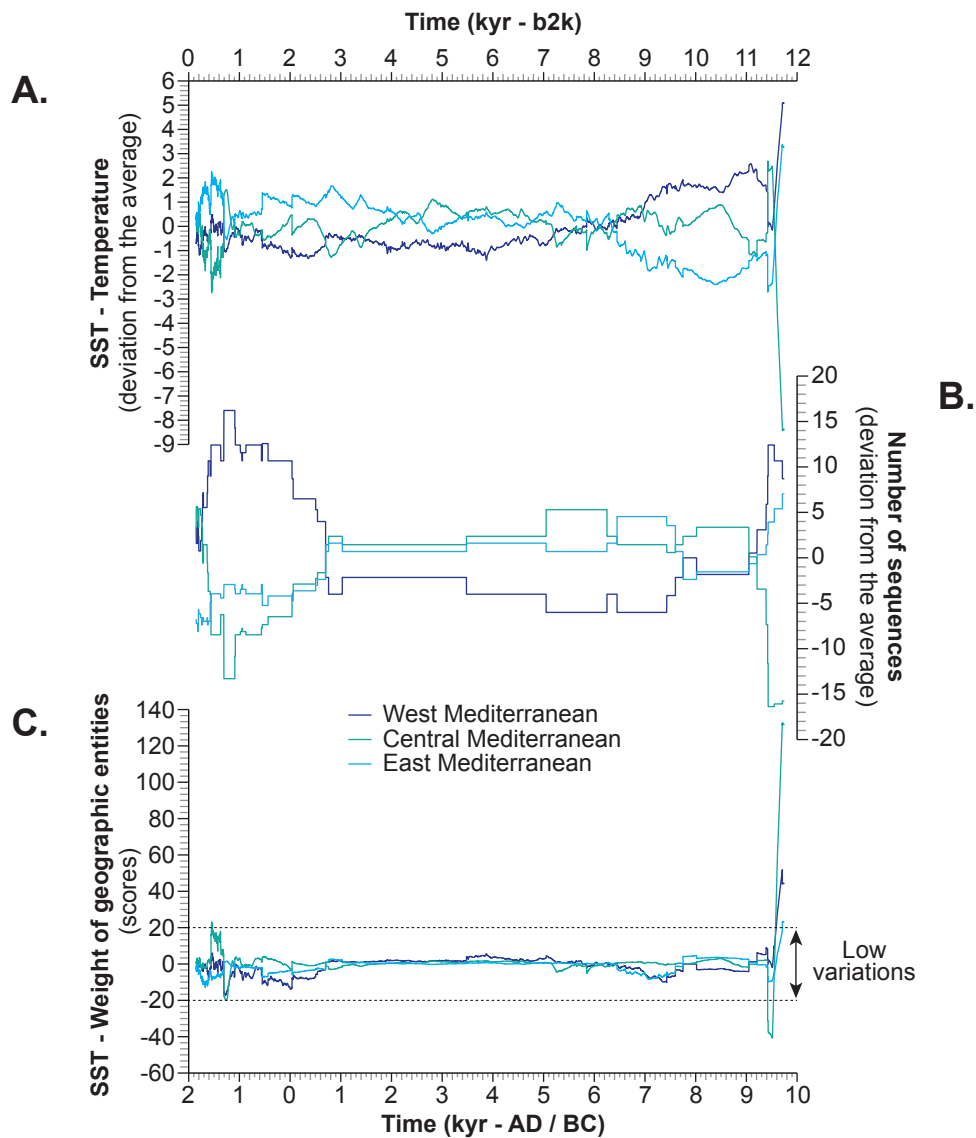 Time (kyr - b2k)
0 1 2 3 4 5 6 7 8 9 10 11 12
A.
SST - Temperature
(deviation from the average)
6
5
4
3
2
1
0
-1
-2
-3
-4
-5
-6
-7
-8
-9
B.
Number of sequences
(deviation from the average)
20
15
10
5
0
-5
-10
-15
-20
C.
SST - Weight of geographic entities
(scores)
140
120
100
80
60
40
20
0
-20
-40
-60
West Mediterranean
Central Mediterranean
East Mediterranean
Low
variations
2 1 0 1 2 3 4 5 6 7 8 9 10
Time (kyr - AD / BC)